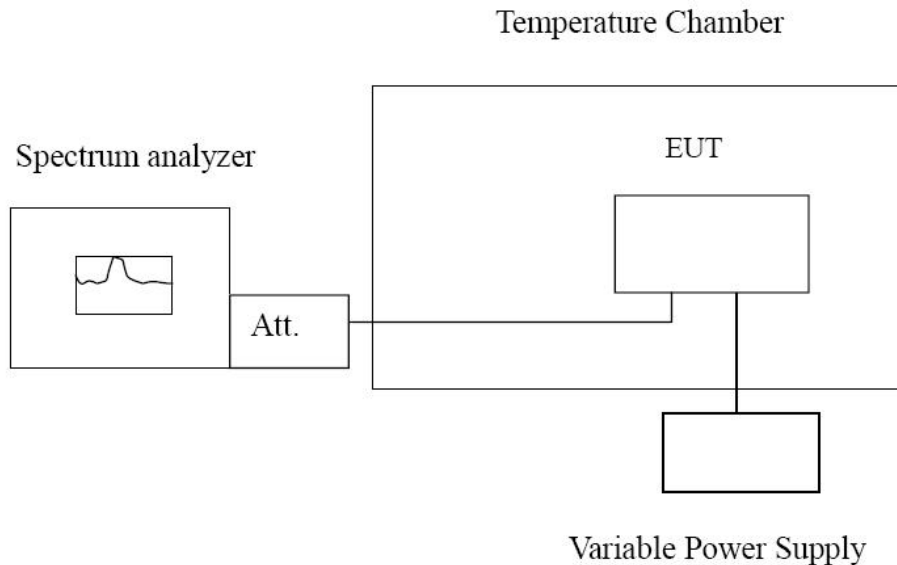 Temperature Chamber
Spectrum analyzer
EUT
Att.
Variable Power Supply